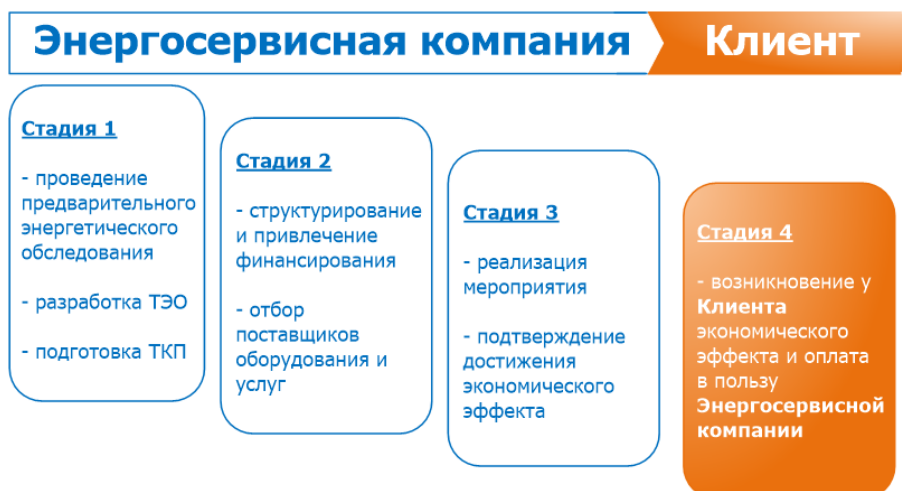 Энергосервисная компания
Клиент
Стадия 1
- проведение
предварительного
энергетического
обследования
- разработка ТЭО
- подготовка ТКП
Стадия 2
- структурирование
и привлечение
финансирования
- отбор
поставщиков
оборудования и
услуг
Стадия 3
- реализация
мероприятия
- подтверждение
достижения
экономического
эффекта
Стадия 4
- возникновение у
Клиента
экономического
эффекта и оплата
в пользу
Энергосервисной
компании